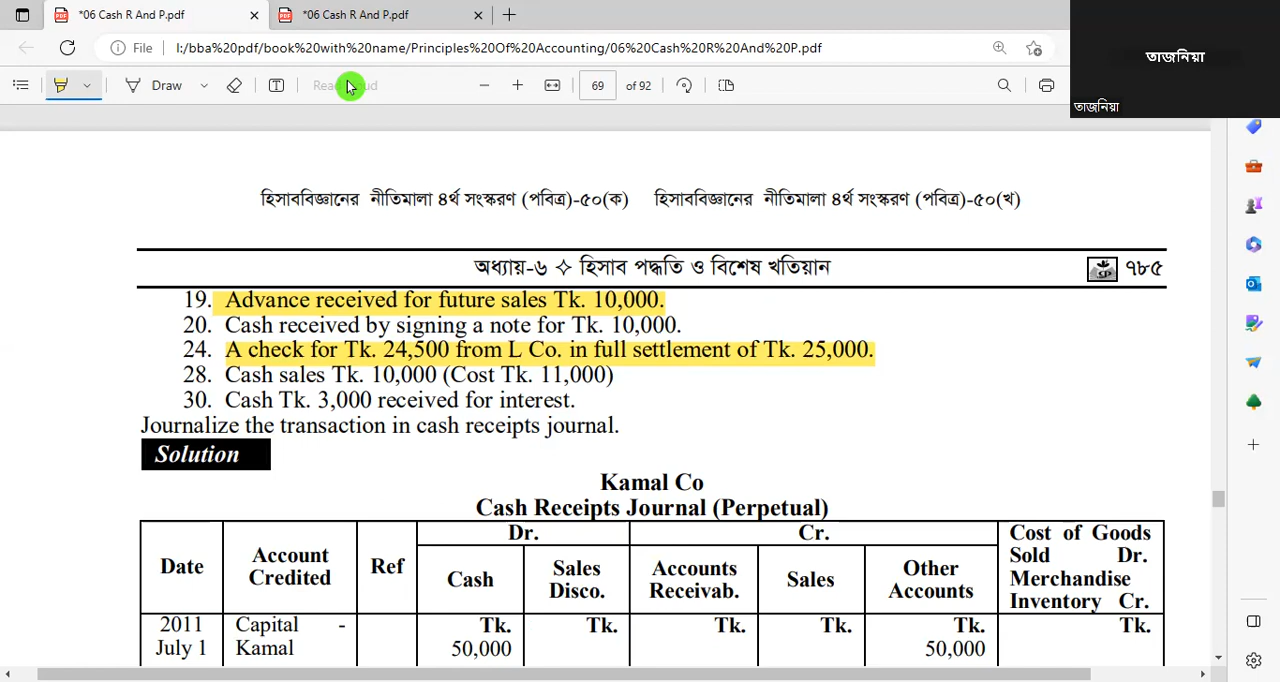 *06 Cash R And P.pdf
*06 Cash R And P.pdf
File
I:/bba%20pdf/book%20with%20name/Principles%20Of%20Accounting/06%20Cash%20R%20And%20P.pdf
তাজনিয়া
তাজনিয়া
Draw
69
of 92
হিসাববিজ্ঞানের নীতিমালা ৪র্থ সংস্করণ (পবিত্র)-৫০(ক) হিসাববিজ্ঞানের নীতিমালা ৪র্থ সংস্করণ (পবিত্র)-৫০(খ)
অধ্যায়-৬ ✧ হিসাব পদ্ধতি ও বিশেষ খতিয়ান ৭৮৫
19. Advance received for future sales Tk. 10,000.
20. Cash received by signing a note for Tk. 10,000.
24. A check for Tk. 24,500 from L Co. in full settlement of Tk. 25,000.
28. Cash sales Tk. 10,000 (Cost Tk. 11,000)
30. Cash Tk. 3,000 received for interest.
Journalize the transaction in cash receipts journal.
Solution
Kamal Co
Cash Receipts Journal (Perpetual)
Date
Account
Credited
Ref
Dr.
Cash
Sales
Disco.
Cr.
Accounts
Receivab.
Sales
Other
Accounts
Cost of Goods
Sold Dr.
Merchandise
Inventory Cr.
2011 Capital - Tk. Tk. Tk. Tk. Tk. Tk.
July 1 Kamal 50,000 50,000